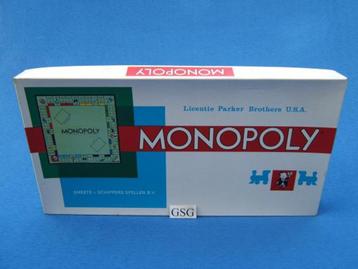 MONOPOLY
Licentie Parker Brothers U.S.A.
MONOPOLY
MONOPOLY
SMEETS - SCHIPPERS SPELLEN B.V.
GSG